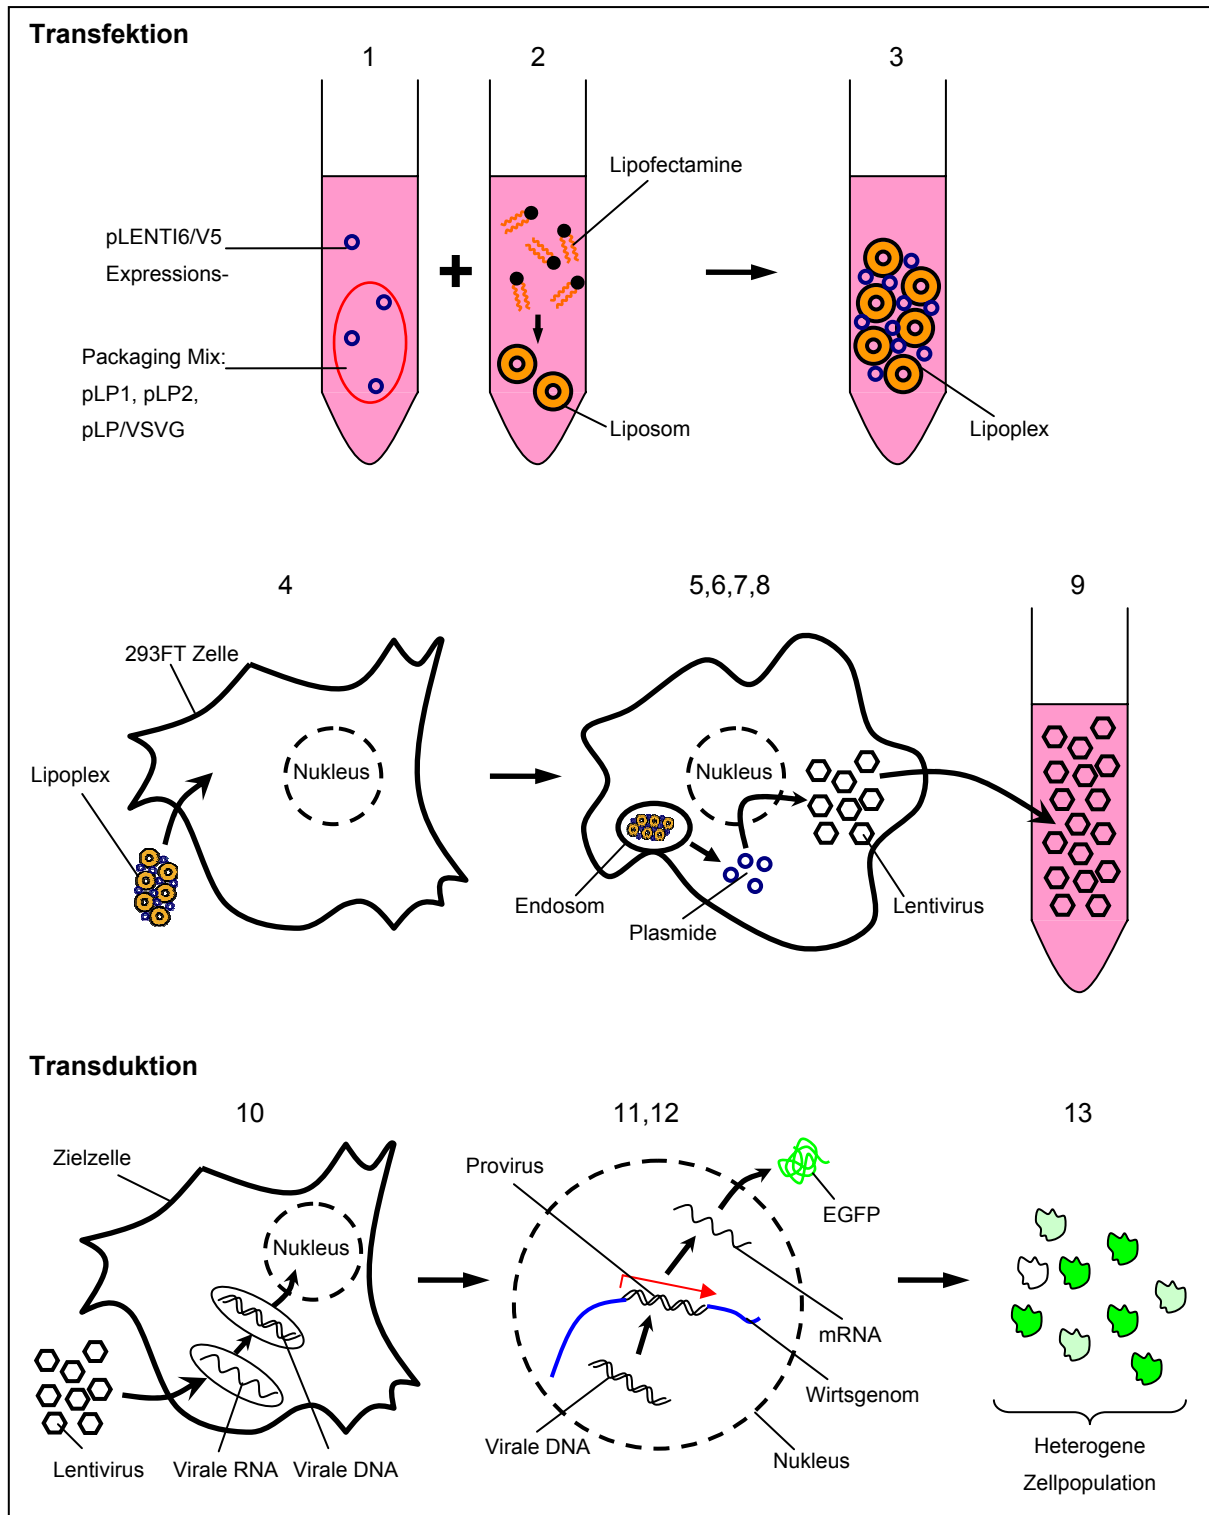 Transfektion
1
2
3
Lipofectamine
pLENTI6/V5
Expressions-
Packaging Mix:
pLP1, pLP2,
pLP/VSVG
Liposom
Lipoplex
4
5,6,7,8
9
293FT Zelle
Lipoplex
Nukleus
Nukleus
Endosom
Plasmide
Lentivirus
Transduktion
10
11,12
13
Zielzelle
Provirus
EGFP
Nukleus
mRNA
Wirtsgenom
Virale DNA
Nukleus
Lentivirus
Virale RNA
Virale DNA
Heterogene
Zellpopulation